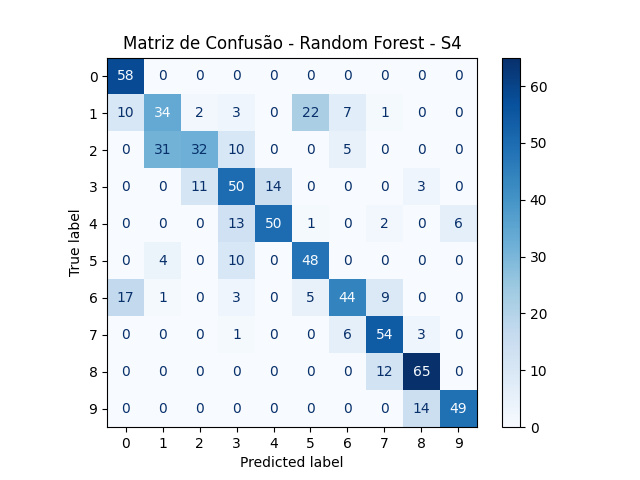 Matriz de Confusão - Random Forest - S4
0 58 0 0 0 0 0 0 0 0 0
1 10 34 2 3 0 22 7 1 0 0
2 0 31 32 10 0 0 5 0 0 0
3 0 0 11 50 14 0 0 0 3 0
4 0 0 0 13 50 1 0 2 0 6
5 0 4 0 10 0 48 0 0 0 0
6 17 1 0 3 0 5 44 9 0 0
7 0 0 0 1 0 0 6 54 3 0
8 0 0 0 0 0 0 0 12 65 0
9 0 0 0 0 0 0 0 0 14 49
0 1 2 3 4 5 6 7 8 9
True label
Predicted label
60
50
40
30
20
10
0